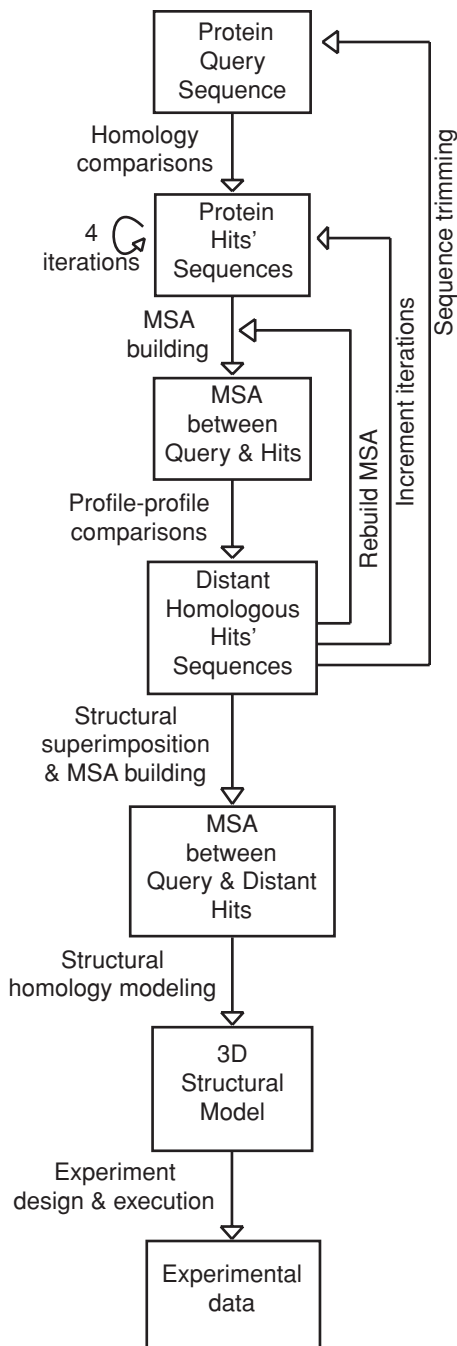 Protein
Query
Sequence
Homology
comparisons
Protein
Hits'
Sequences
4
iterations
MSA
building
MSA
between
Query & Hits
Profile-profile
comparisons
Distant
Homologous
Hits'
Sequences
Rebuild MSA
Increment iterations
Sequence trimming
Structural
superimposition
& MSA building
MSA
between
Query & Distant
Hits
Structural
homology modeling
3D
Structural
Model
Experiment
design & execution
Experimental
data